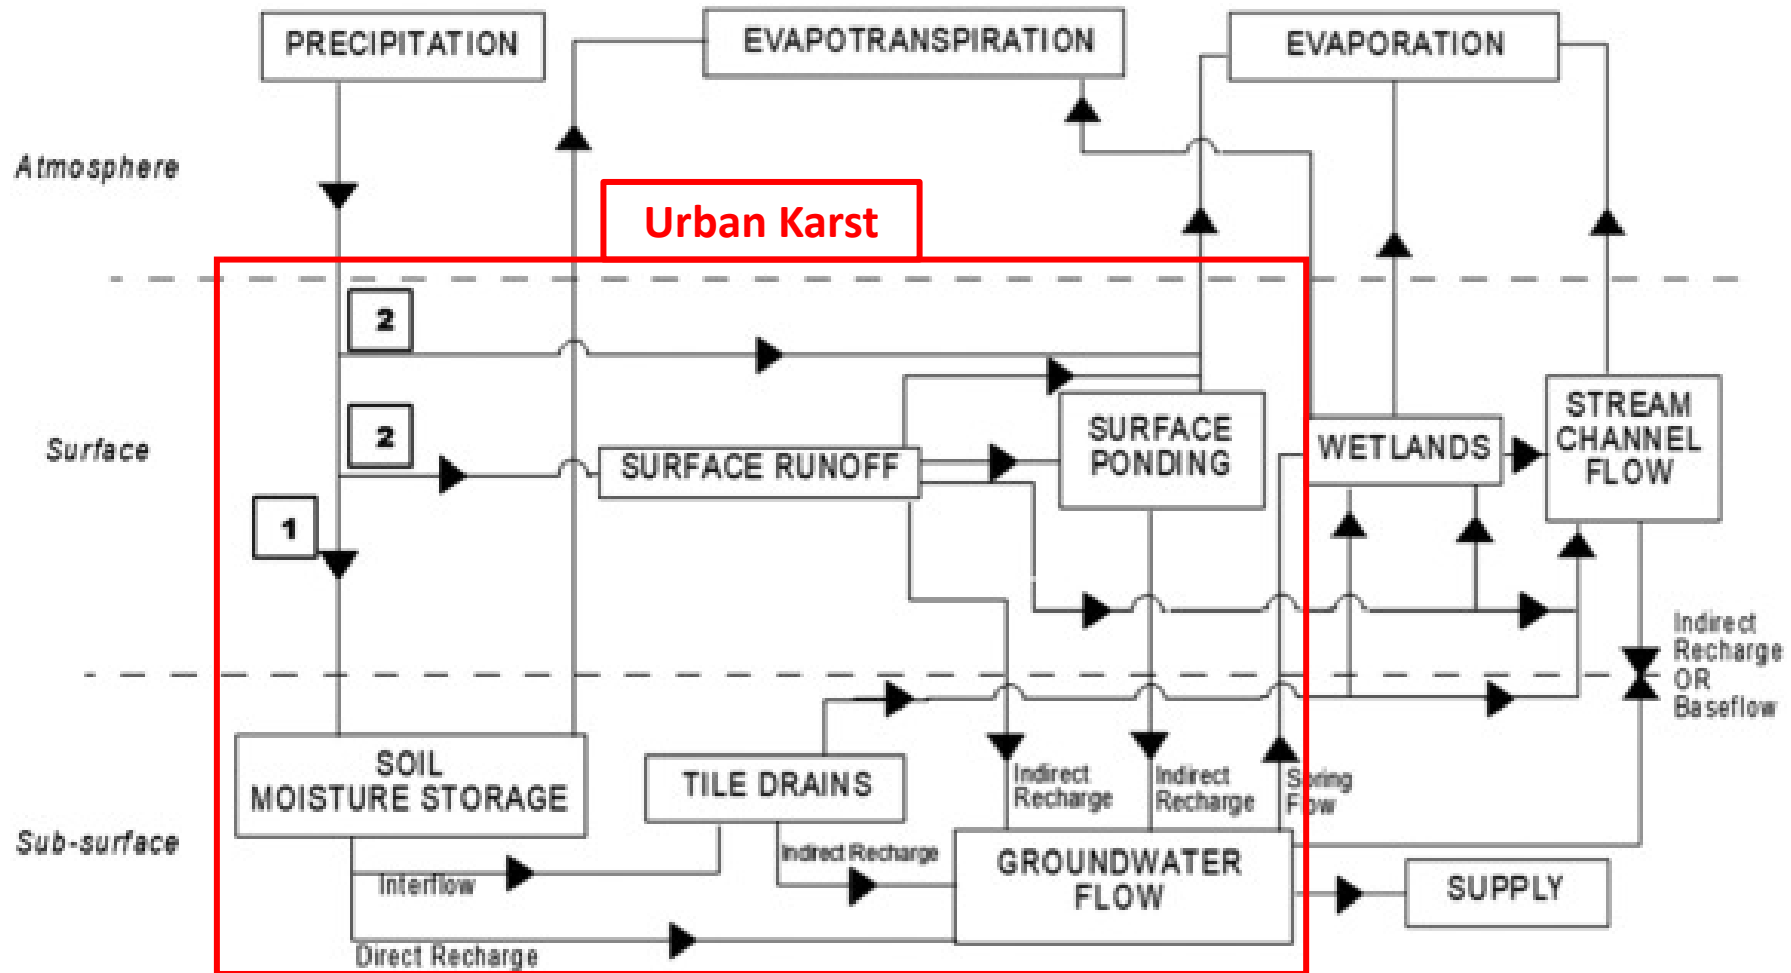 PRECIPITATION
EVAPOTRANSPIRATION
EVAPORATION
Atmosphere
Urban Karst
2
2
Surface
SURFACE RUNOFF
SURFACE
PONDING
WETLANDS
STREAM
CHANNEL
FLOW
1
Indirect
Recharge
OR
Baseflow
SOIL
MOISTURE STORAGE
TILE DRAINS
Indirect
Recharge
Indirect
Recharge
Spring
Flow
Sub-surface
Interflow
Indirect Recharge
GROUNDWATER
FLOW
SUPPLY
Direct Recharge